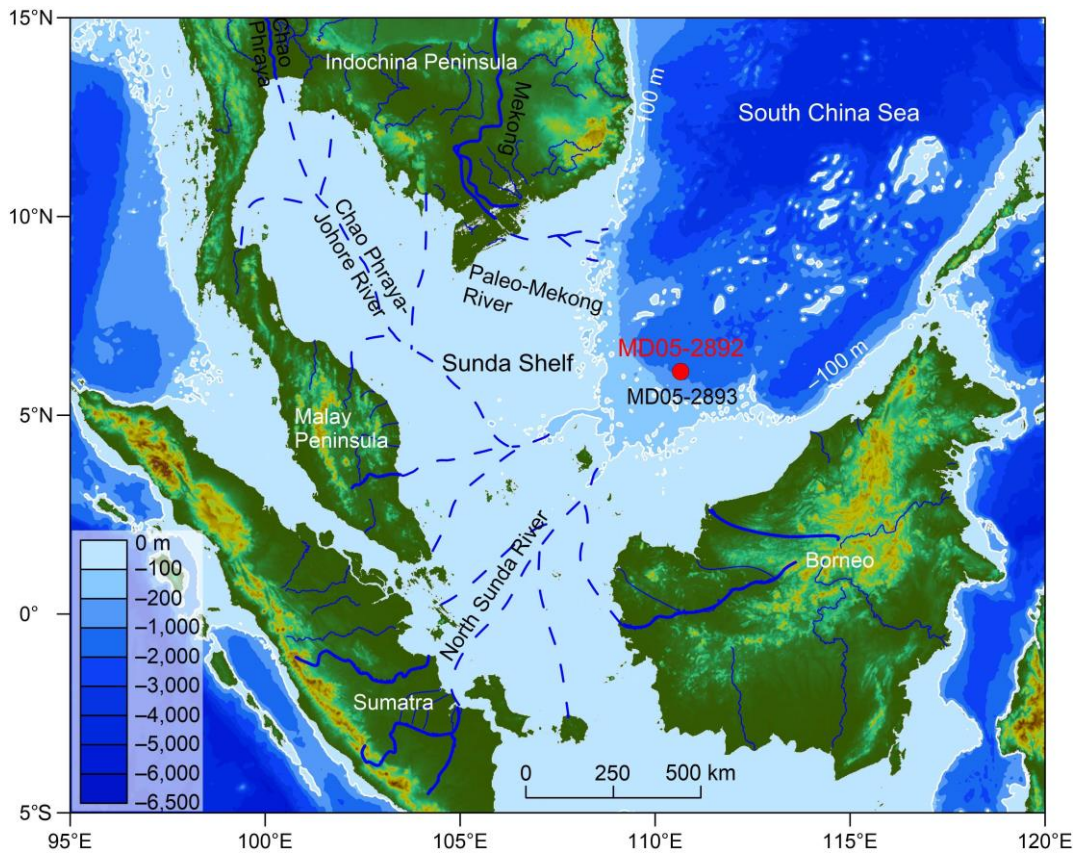 15°N
10°N
5°N
0°
5°S
95°E
100°E
105°E
110°E
115°E
120°E
Chao
Phraya
Indochina Peninsula
Mekong
–100 m
South China Sea
Chao Phraya-
Johore River
Paleo-Mekong
River
MD05-2892
MD05-2893
–100 m
Sunda Shelf
Malay
Peninsula
North Sunda River
Borneo
Sumatra
0 m
–100
–200
–1,000
–2,000
–3,000
–4,000
–5,000
–6,000
–6,500
0 250 500 km